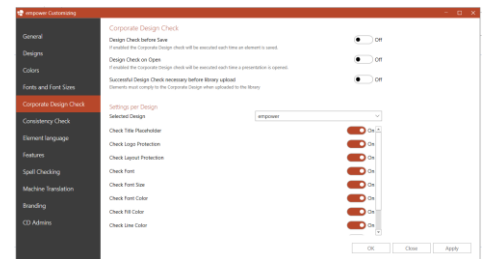 empower Customizing
General
Designs
Colors
Fonts and Font Sizes
Corporate Design Check
Consistency Check
Element language
Features
Spell Checking
Machine Translation
Branding
CD Admins
Corporate Design Check
Design Check before Save
Off
If enabled the Corporate Design check will be executed each time an element is saved.
Design Check on Open
Off
If enabled the Corporate Design check will be executed each time a presentation is opened.
Successful Design Check necessary before library upload
Off
Elements must comply to the Corporate Design when uploaded to the library
Settings per Design
Selected Design
empower
Check Title Placeholder
On
Check Logo Protection
On
Check Layout Protection
On
Check Font
On
Check Font Size
On
Check Font Color
On
Check Fill Color
On
Check Line Color
On
OK
Close
Apply